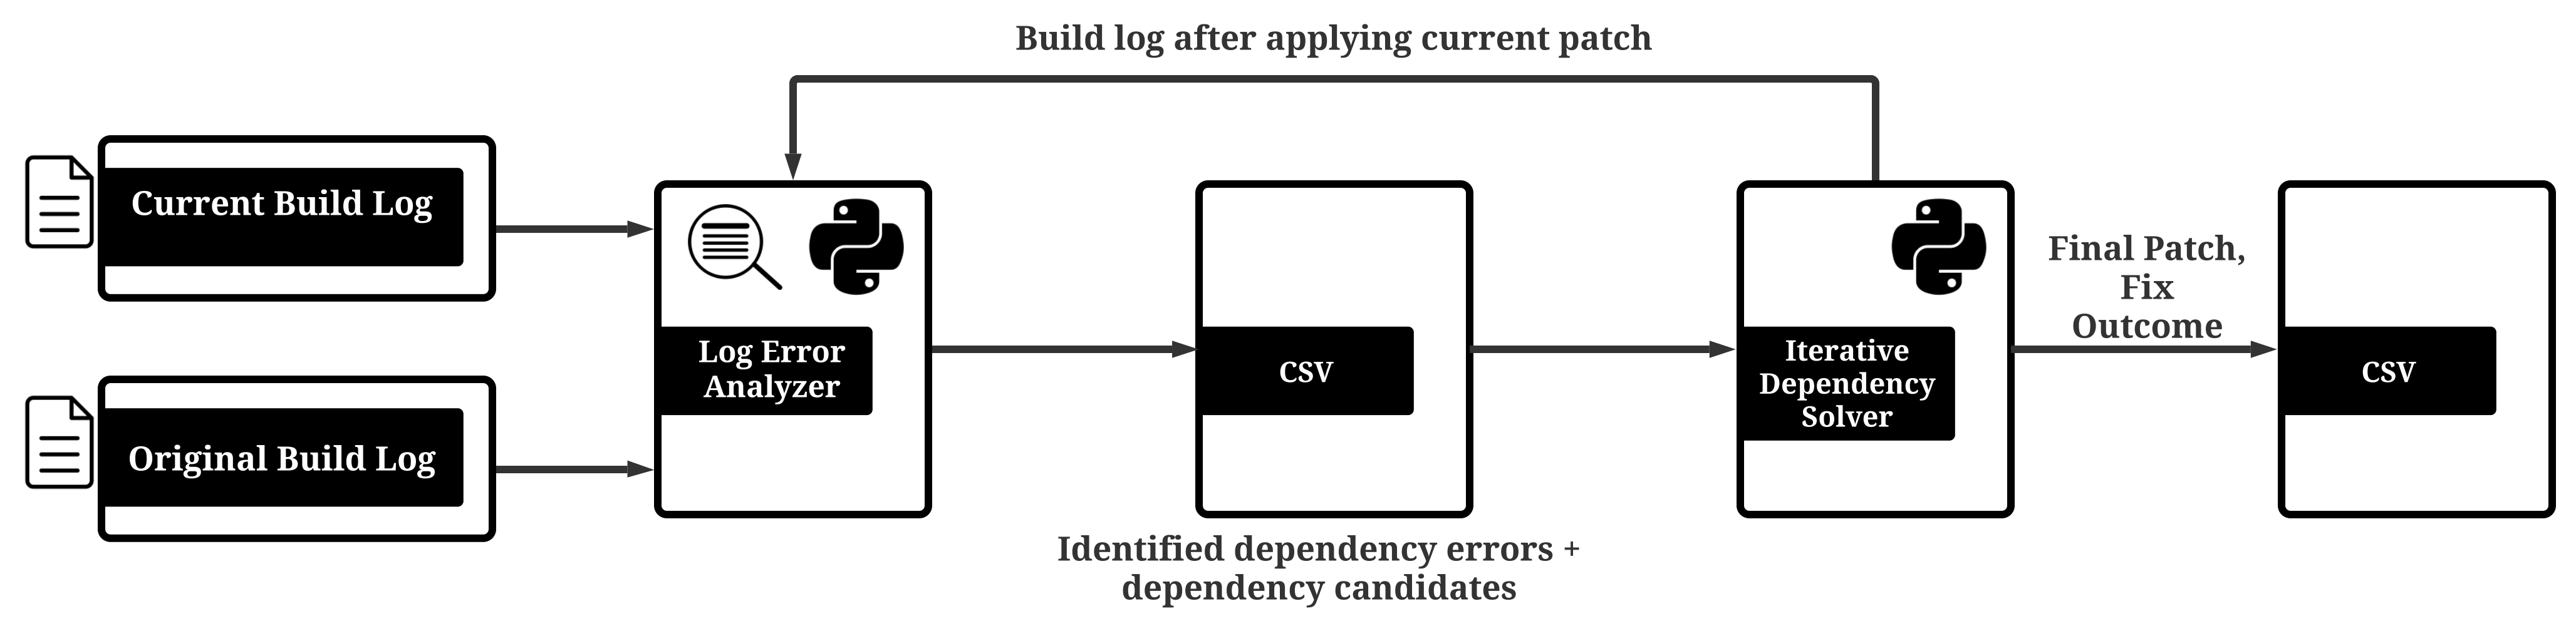 Build log after applying current patch
Current Build Log
Original Build Log
Log Error
Analyzer
CSV
Identified dependency errors +
dependency candidates
Iterative
Dependency
Solver
Final Patch,
Fix
Outcome
CSV